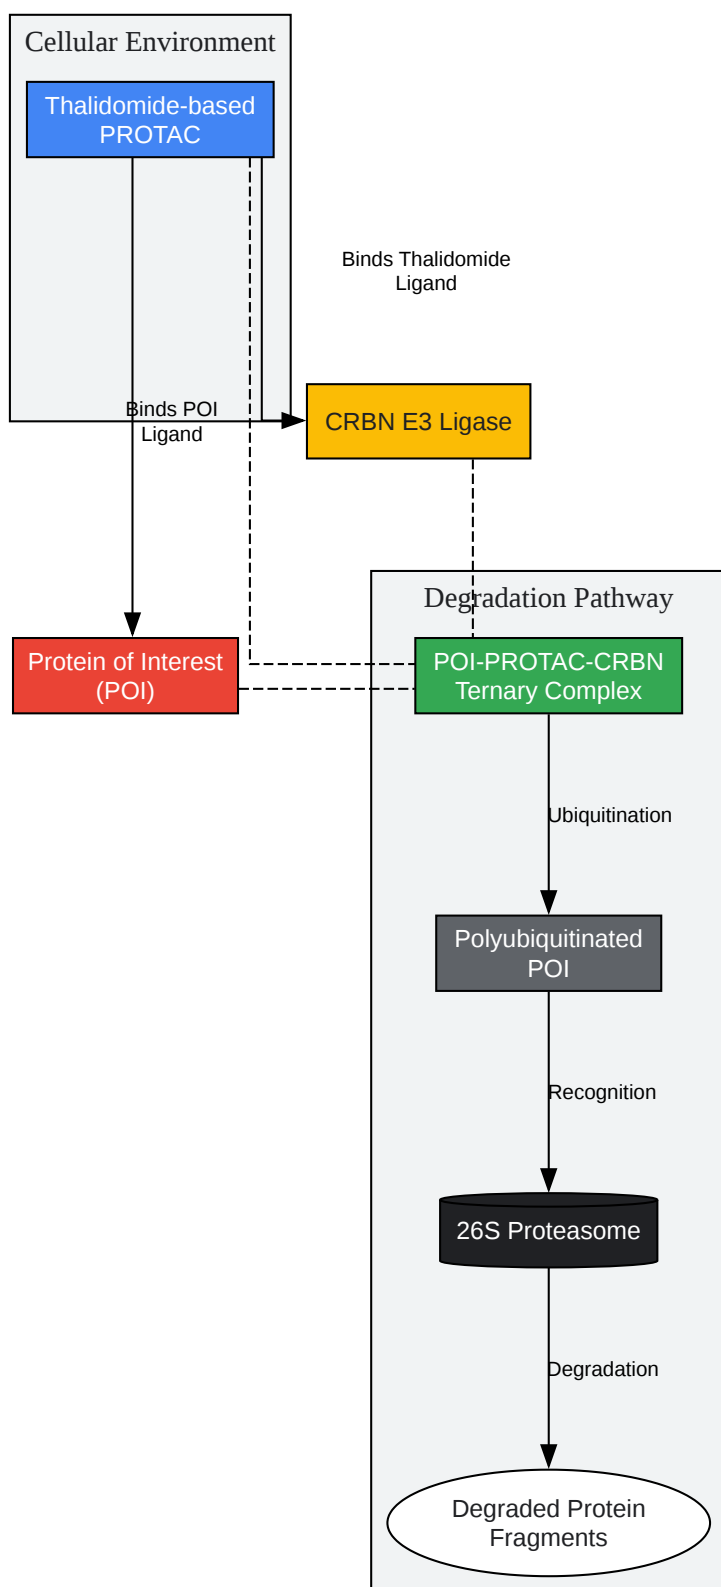 Cellular Environment
Thalidomide-based
PROTAC
Binds Thalidomide
Ligand
Binds POI
Ligand
CRBN E3 Ligase
Degradation Pathway
Protein of Interest
(POI)
POI-PROTAC-CRBN
Ternary Complex
Ubiquitination
Polyubiquitinated
POI
Recognition
26S Proteasome
Degradation
Degraded Protein
Fragments